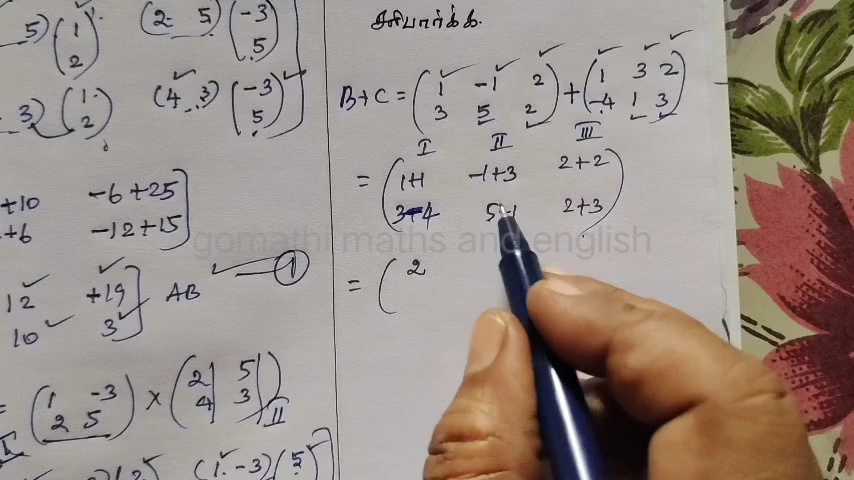 5) (1 (2 5) (-3
2) 5)
3) (1 (4 3) (-3
2) 5)
+10 -6+25
+6 -12+15
12 +19 AB ①
10 3
= (1 -3 × (2 5
2 5) 4 3) II
I
(1 -3) (5
சரிபார்க்க.
B+C = (1 -1 2 + (1 3 2
3 5 2) -4 1 3)
I II III
= (1+1 -1+3 2+2
3-4 5+1 2+3)
= ( 2
gomathi maths and english